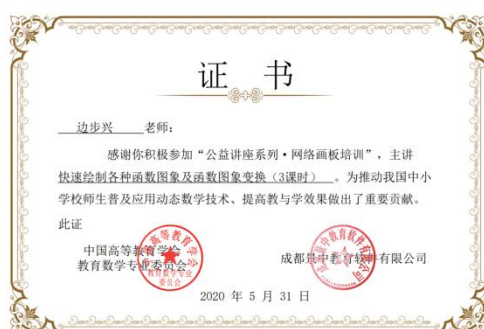 证 书
边步兴 老师：
感谢你积极参加“公益讲座系列·网络画板培训”，主讲
快速绘制各种函数图象及函数图象变换（3课时）。为推动我国中小
学校师生普及应用动态数学技术、提高教与学效果做出了重要贡献。
此证
中国高等教育学会
教育数学专业委员会
成都景中教育软件有限公司
2020 年 5 月 31 日